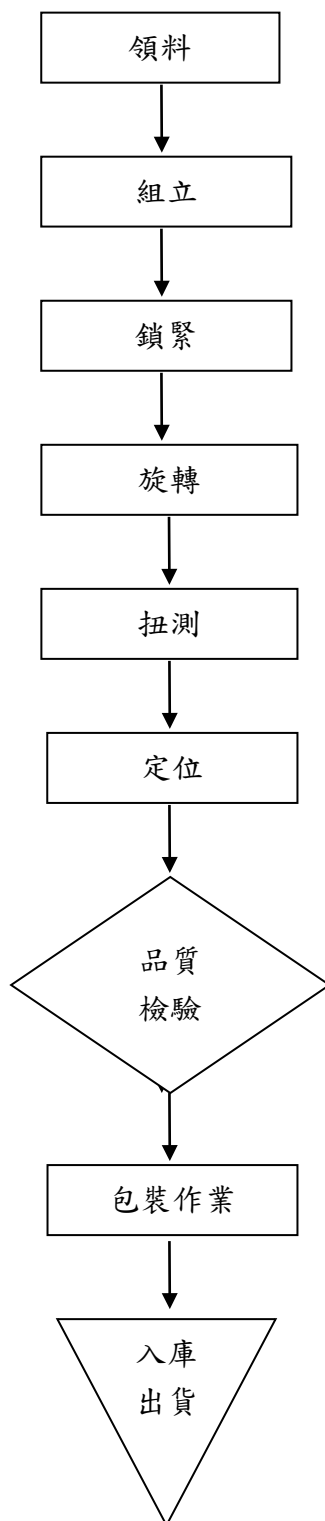 領料
組立
鎖緊
旋轉
扭測
定位
品質
檢驗
包裝作業
入庫
出貨